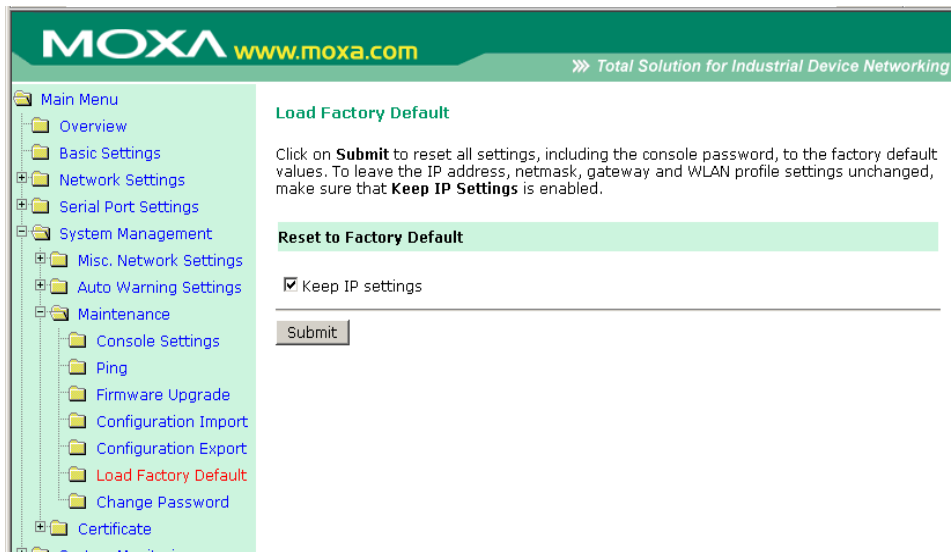 MOXA www.moxa.com
Total Solution for Industrial Device Networking
Main Menu
Overview
Basic Settings
Network Settings
Serial Port Settings
System Management
Misc. Network Settings
Auto Warning Settings
Maintenance
Console Settings
Ping
Firmware Upgrade
Configuration Import
Configuration Export
Load Factory Default
Change Password
Certificate
Load Factory Default
Click on Submit to reset all settings, including the console password, to the factory default
values. To leave the IP address, netmask, gateway and WLAN profile settings unchanged,
make sure that Keep IP Settings is enabled.
Reset to Factory Default
Keep IP settings
Submit